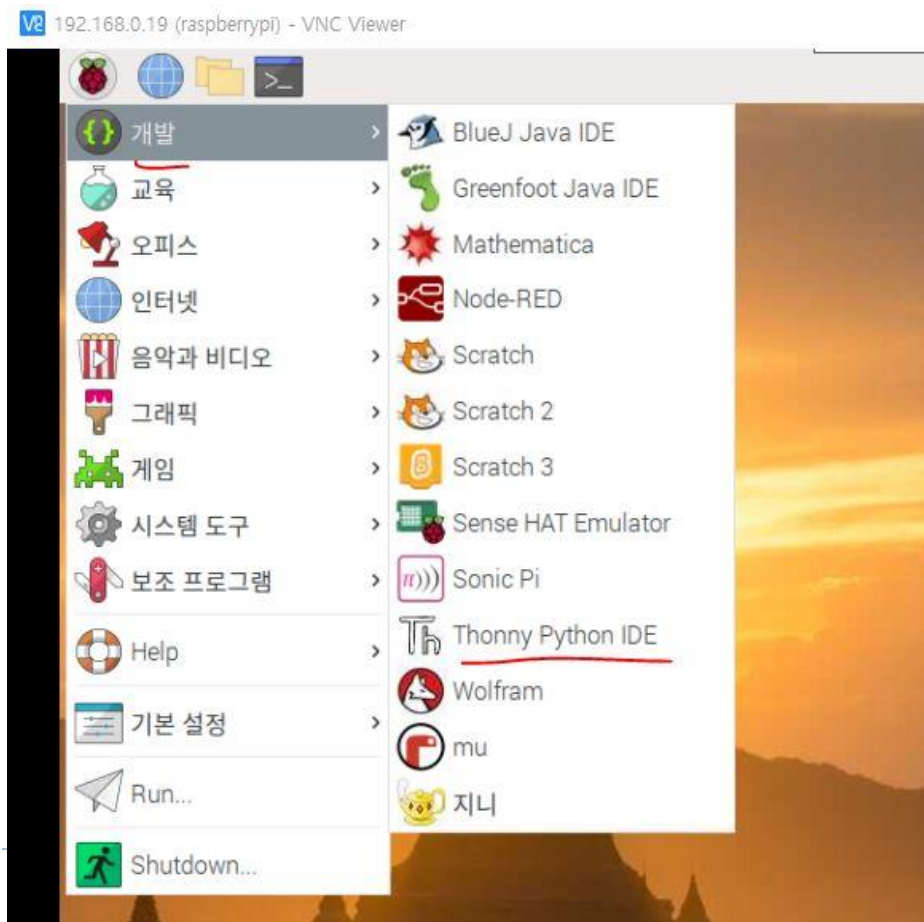 192.168.0.19 (raspberrypi) - VNC Viewer
개발
교육
오피스
인터넷
음악과 비디오
그래픽
게임
시스템 도구
보조 프로그램
Help
기본 설정
Run...
Shutdown...
BlueJ Java IDE
Greenfoot Java IDE
Mathematica
Node-RED
Scratch
Scratch 2
Scratch 3
Sense HAT Emulator
Sonic Pi
Thonny Python IDE
Wolfram
mu
지니